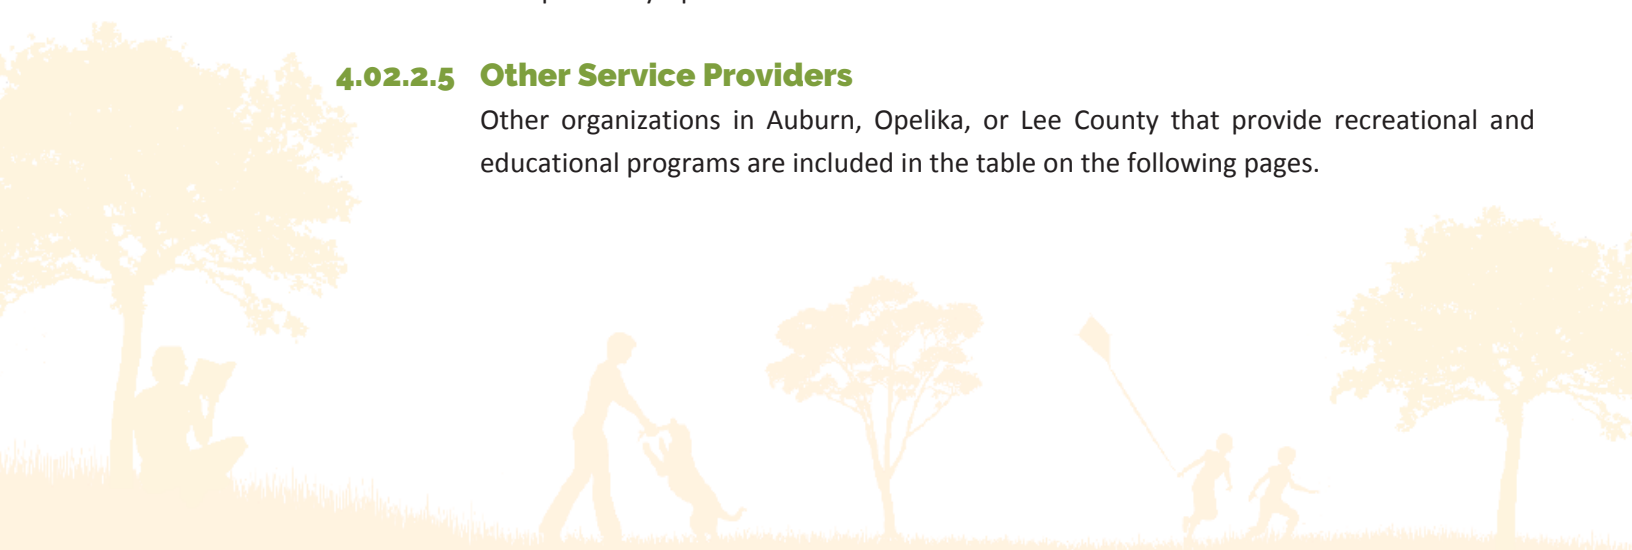 4.02.2.5 Other Service Providers
Other organizations in Auburn, Opelika, or Lee County that provide recreational and
educational programs are included in the table on the following pages.